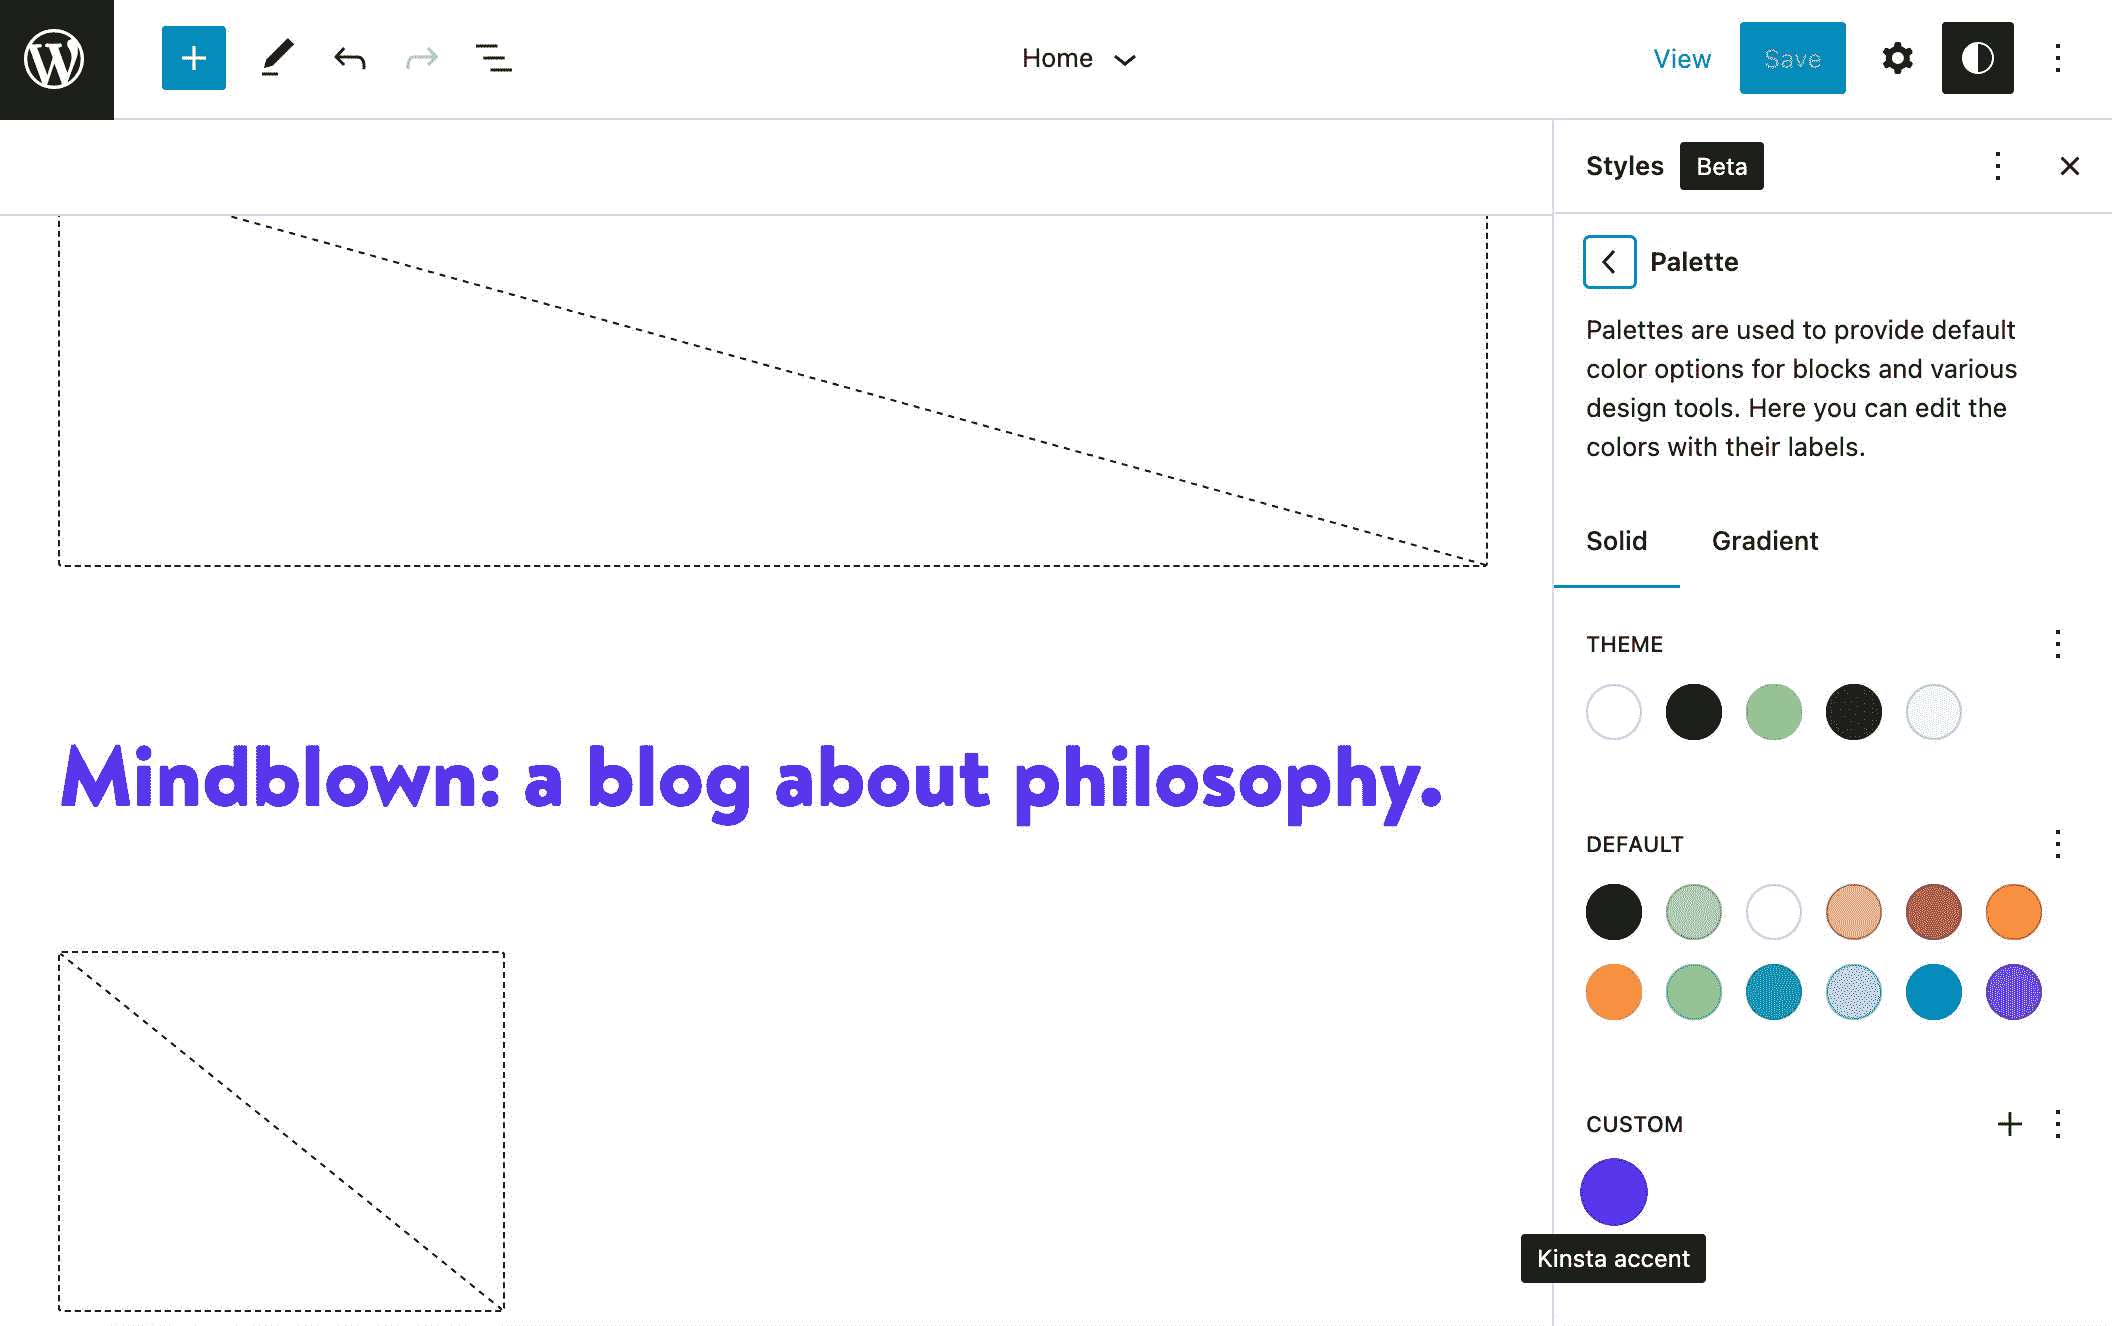 Home
View
Save
Styles
Beta
Palette
Palettes are used to provide default
color options for blocks and various
design tools. Here you can edit the
colors with their labels.
Solid
Gradient
THEME
Mindblown: a blog about philosophy.
DEFAULT
CUSTOM
Kinsta accent